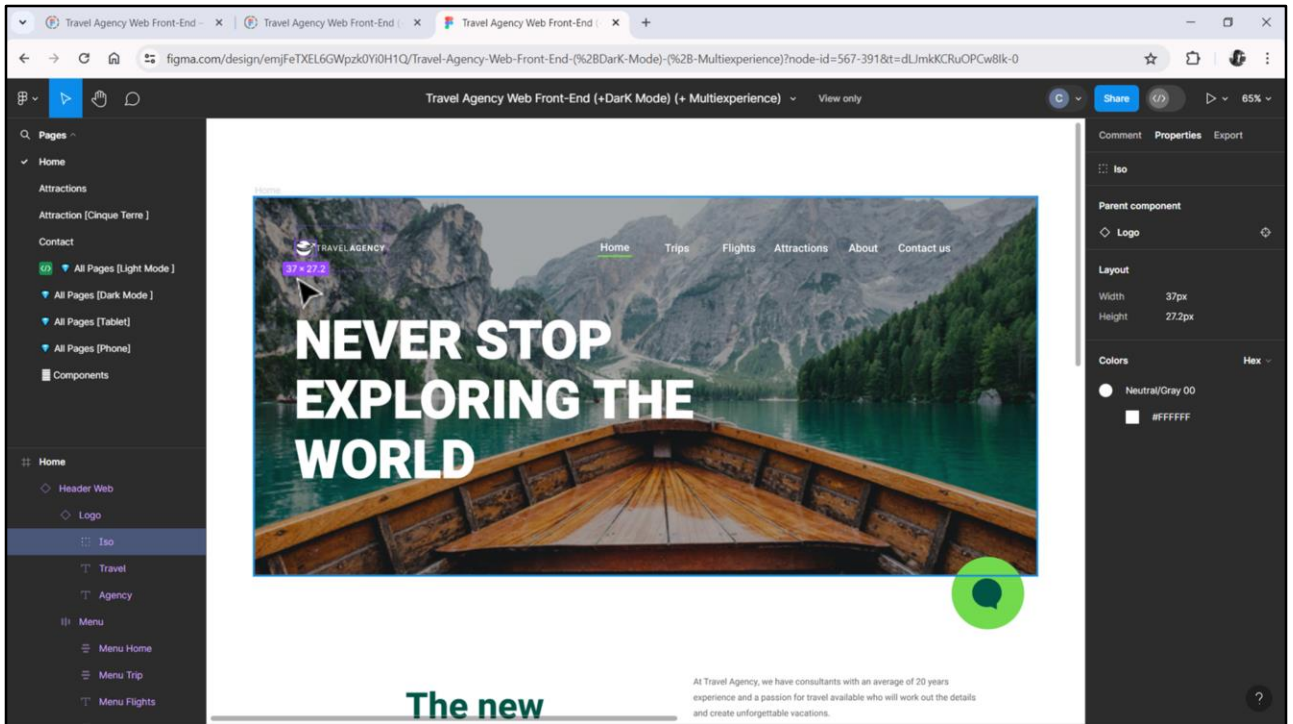 Travel Agency Web Front-End –
Travel Agency Web Front-End (
Travel Agency Web Front-End (
figma.com/design/emjFeTXEL6GWpzk0Yi0H1Q/Travel-Agency-Web-Front-End-(%2BDarK-Mode)-(%2B-Multiexperience)?node-id=567-391&t=dLJmkKCRuOPCw8Ik-0
Travel Agency Web Front-End (+DarK Mode) (+ Multiexperience)
View only
C
Share
65%
Pages
Home
Attractions
Attraction [Cinque Terre ]
Contact
All Pages [Light Mode ]
All Pages [Dark Mode ]
All Pages [Tablet]
All Pages [Phone]
Components
Home
Header Web
Logo
Iso
Travel
Agency
Menu
Menu Home
Menu Trip
Menu Flights
Home
TRAVELAGENCY
Home Trips Flights Attractions About Contact us
37 × 27.2
NEVER STOP
EXPLORING THE
WORLD
The new
At Travel Agency, we have consultants with an average of 20 years
experience and a passion for travel available who will work out the details
and create unforgettable vacations.
Comment Properties Export
Iso
Parent component
Logo
Layout
Width 37px
Height 27.2px
Colors Hex
Neutral/Gray 00
#FFFFFF
?